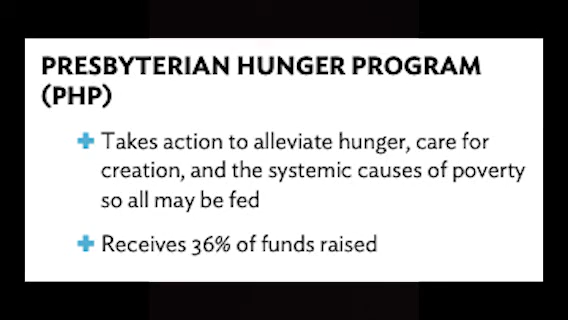 PRESBYTERIAN HUNGER PROGRAM
(PHP)
Takes action to alleviate hunger, care for
creation, and the systemic causes of poverty
so all may be fed
Receives 36% of funds raised